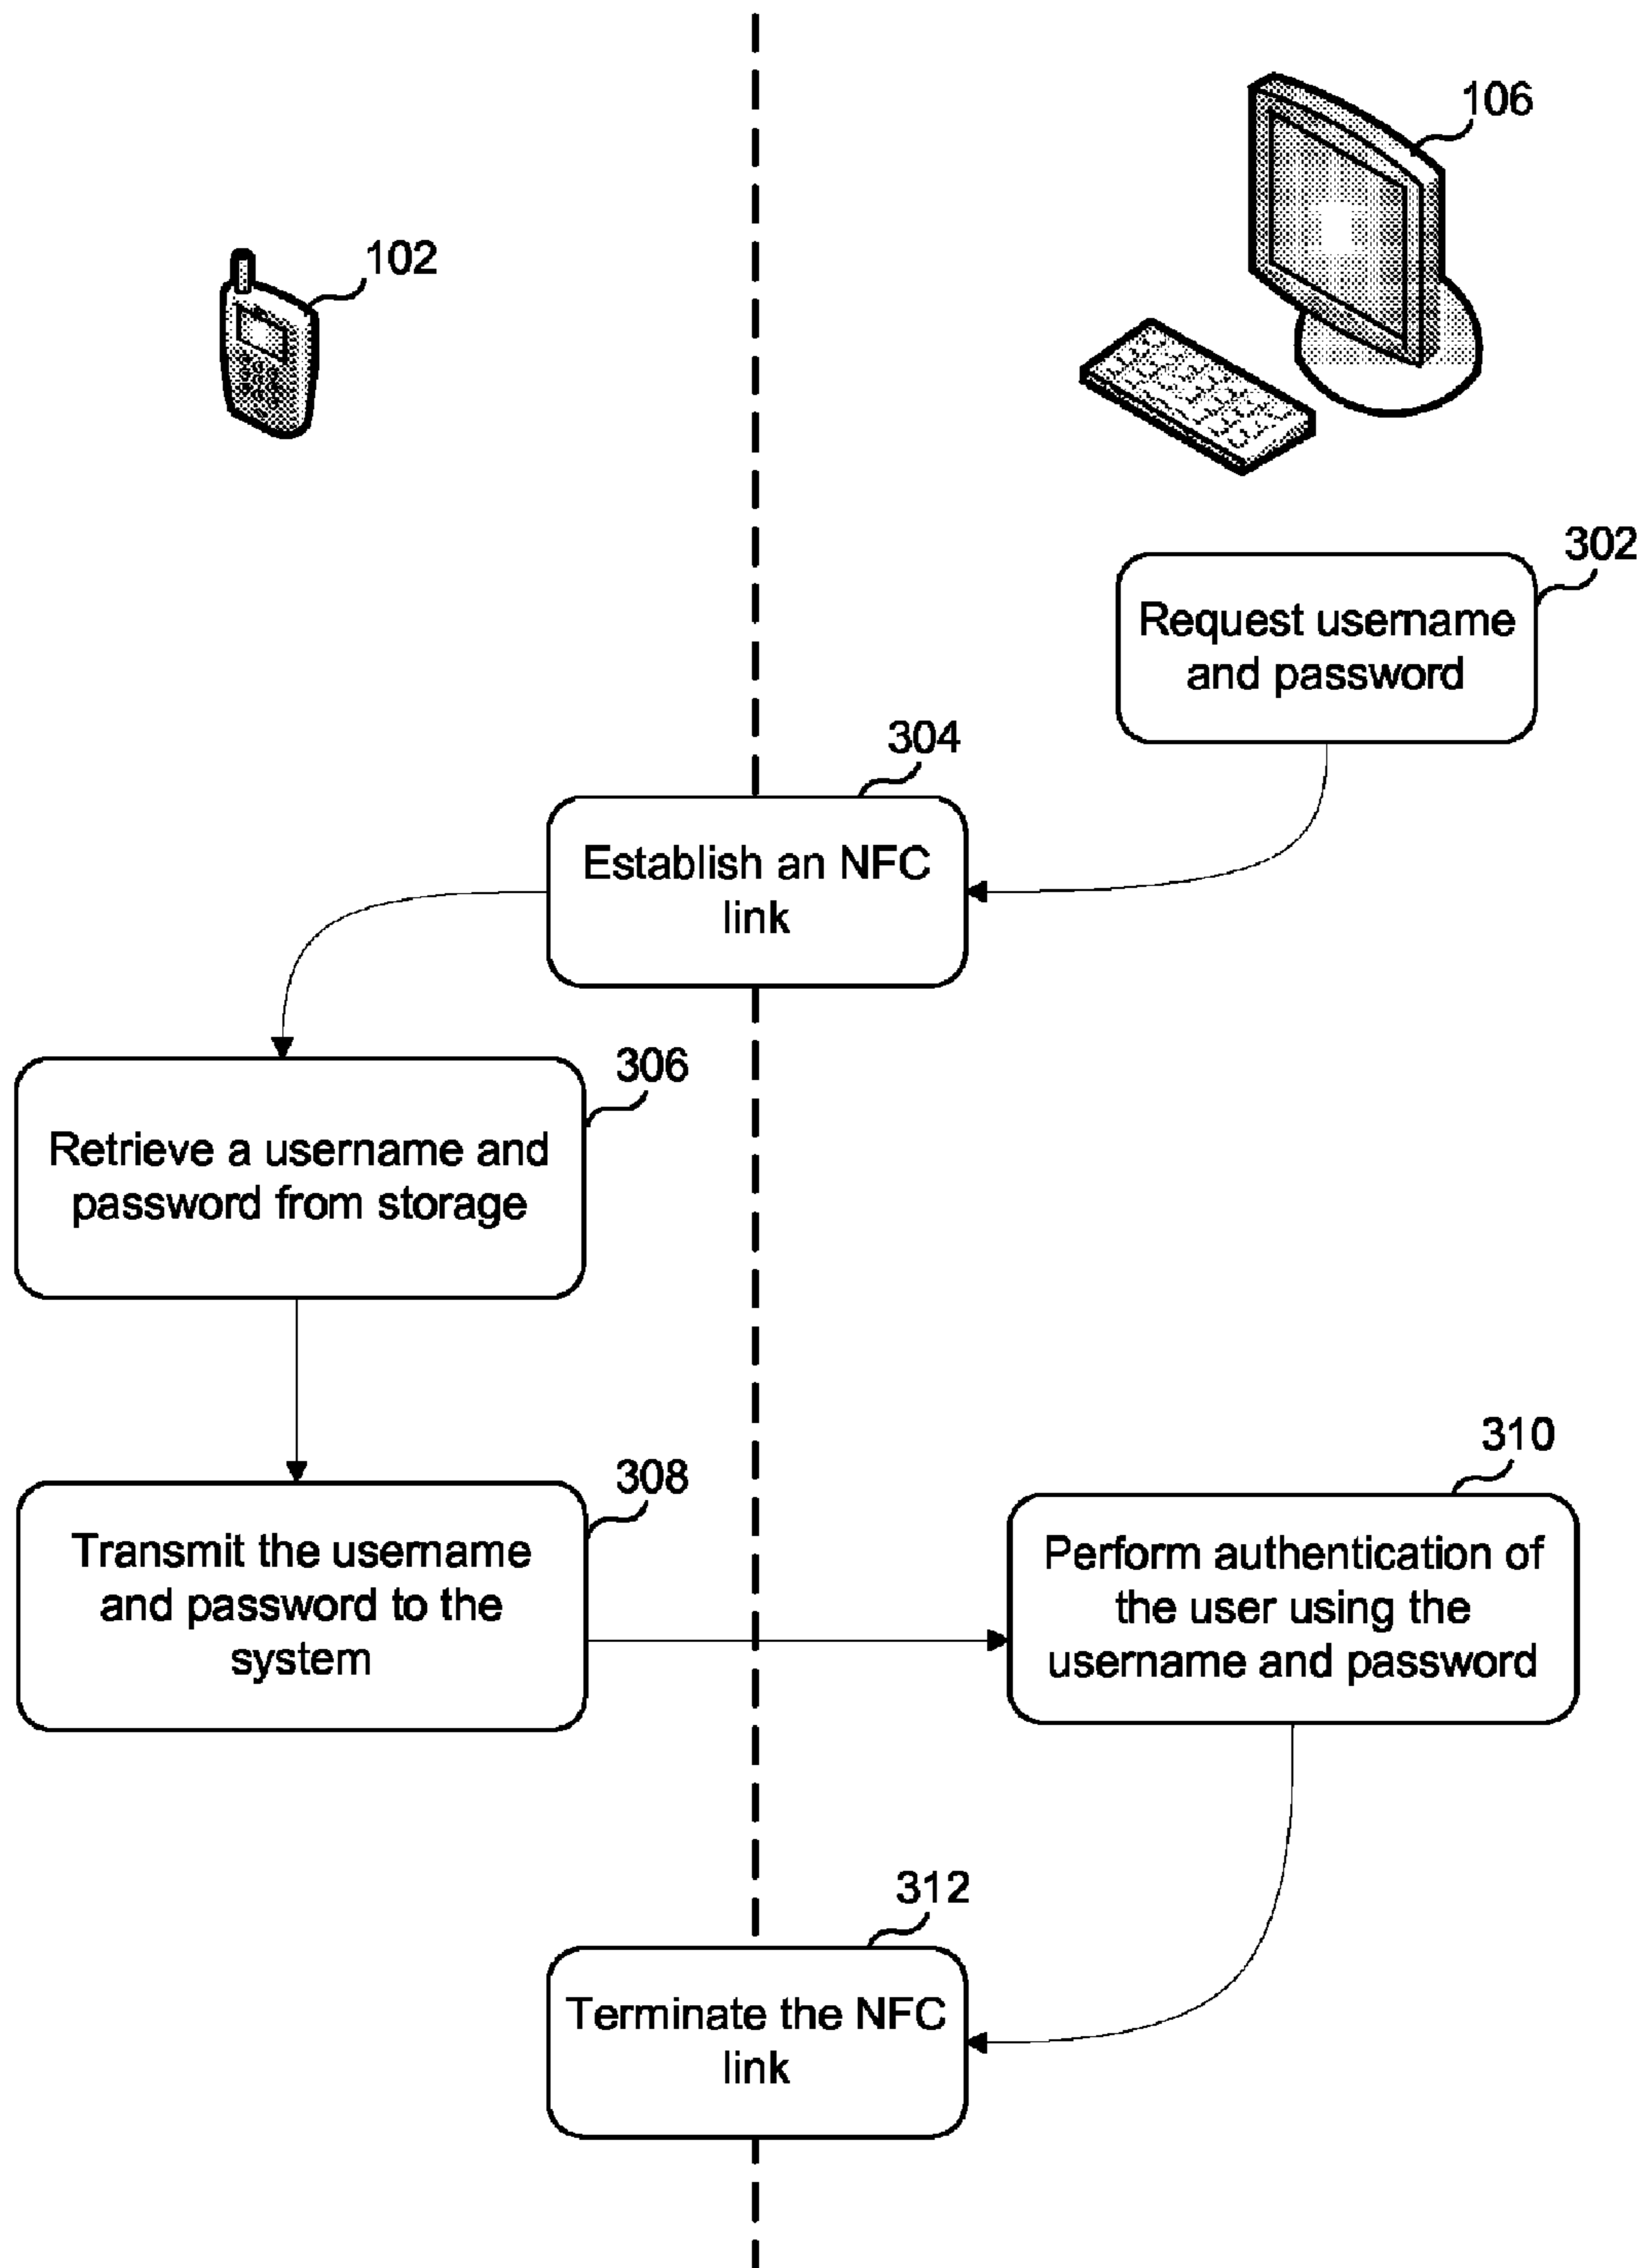 106
102
302
Request username
and password
304
Establish an NFC
link
306
Retrieve a username and
password from storage
308
Transmit the username
and password to the
system
310
Perform authentication of
the user using the
username and password
312
Terminate the NFC
link